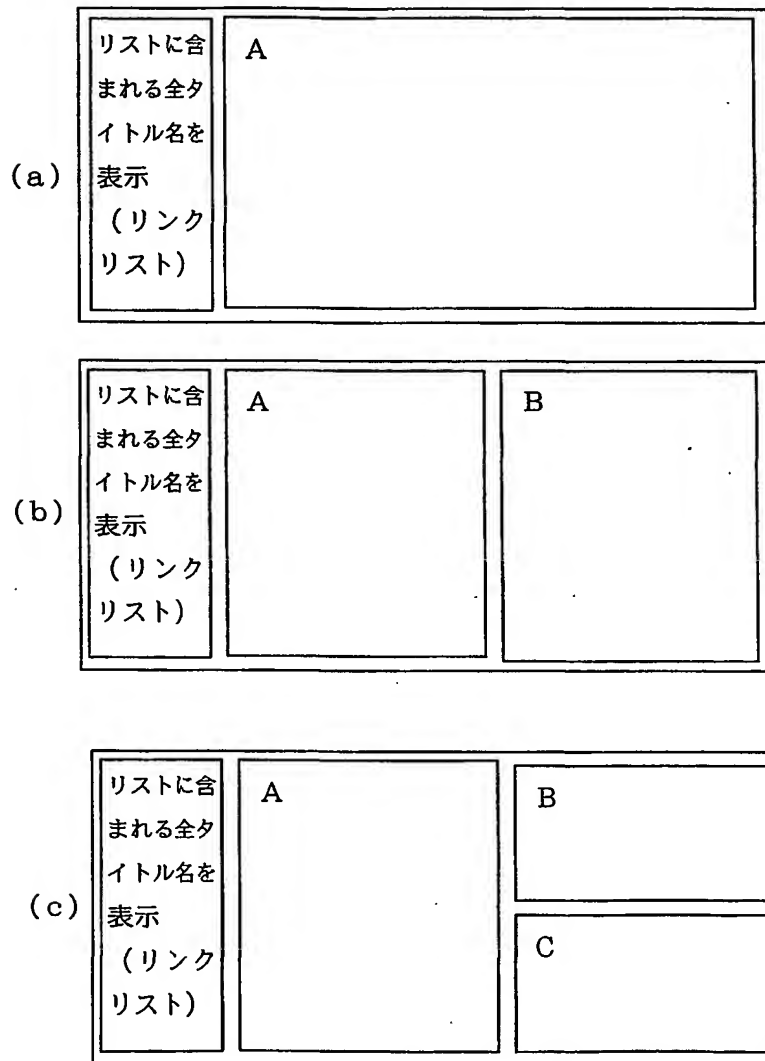 (a)
リストに含
まれる全タ
イトル名を
表示
(リンク
リスト)
A
(b)
リストに含
まれる全タ
イトル名を
表示
(リンク
リスト)
A
B
(c)
リストに含
まれる全タ
イトル名を
表示
(リンク
リスト)
A
B
C